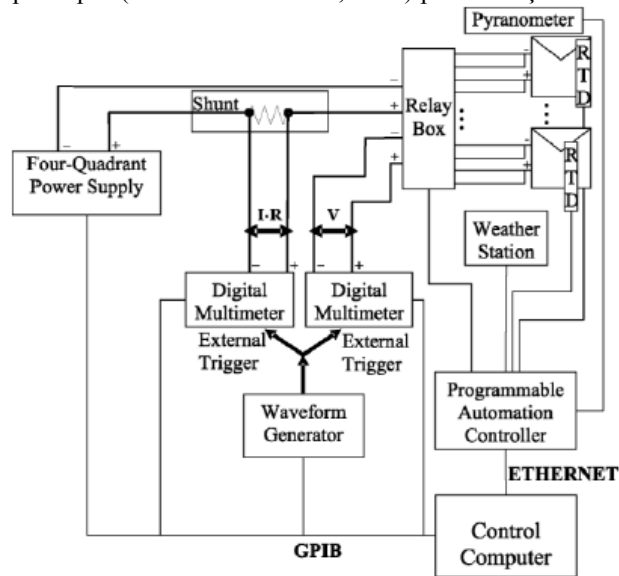 Pyranometer
R
T
D
Shunt
Relay
Box
− +
Four-Quadrant
Power Supply
I·R
V
R
T
D
Weather
Station
Digital
Multimeter
Digital
Multimeter
External
Trigger
External
Trigger
Programmable
Automation
Controller
Waveform
Generator
ETHERNET
GPIB
Control
Computer